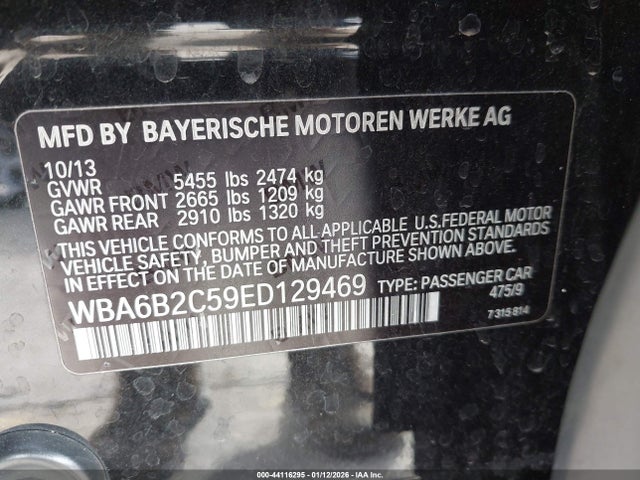 MFD BY BAYERISCHE MOTOREN WERKE AG
10/13
GVWR 5455 lbs 2474 kg
GAWR FRONT 2665 lbs 1209 kg
GAWR REAR 2910 lbs 1320 kg
THIS VEHICLE CONFORMS TO ALL APPLICABLE U.S.FEDERAL MOTOR
VEHICLE SAFETY, BUMPER AND THEFT PREVENTION STANDARDS
IN EFFECT ON THE DATE OF MANUFACTURE SHOWN ABOVE.
WBA6B2C59ED129469 TYPE: PASSENGER CAR
475/9
7315814
000-44116295 - 01/12/2026 - IAA Inc.